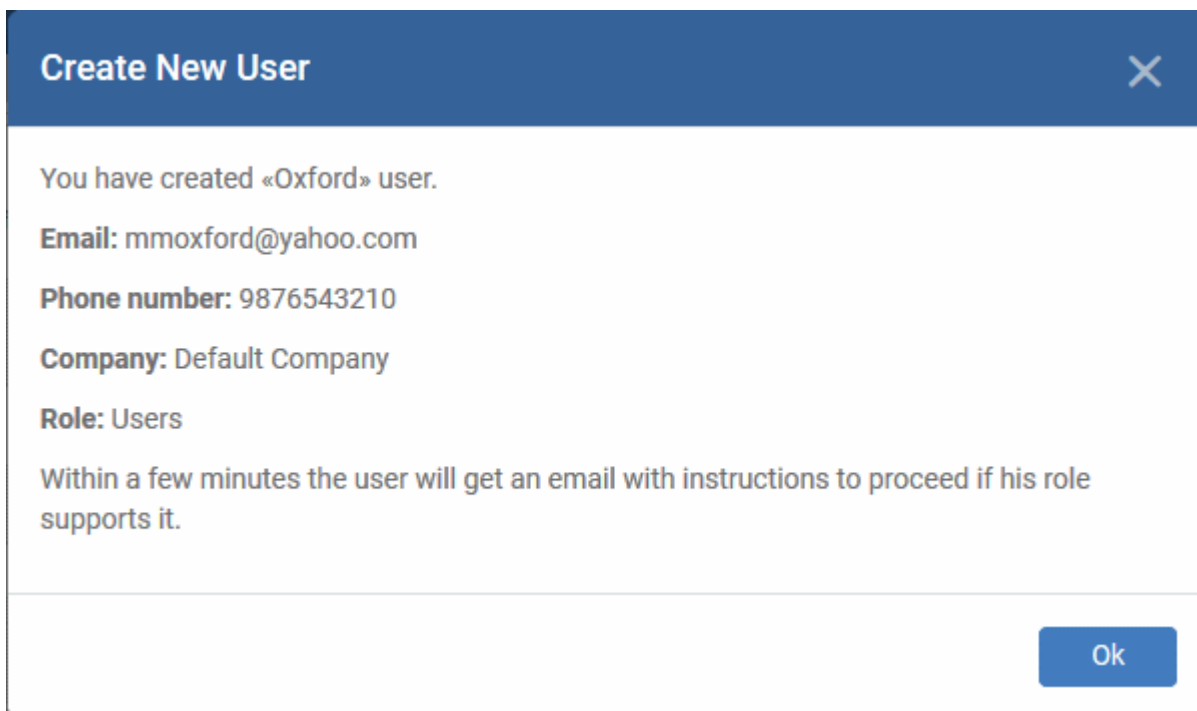 Create New User
You have created «Oxford» user.
Email: mmoxford@yahoo.com
Phone number: 9876543210
Company: Default Company
Role: Users
Within a few minutes the user will get an email with instructions to proceed if his role
supports it.
Ok